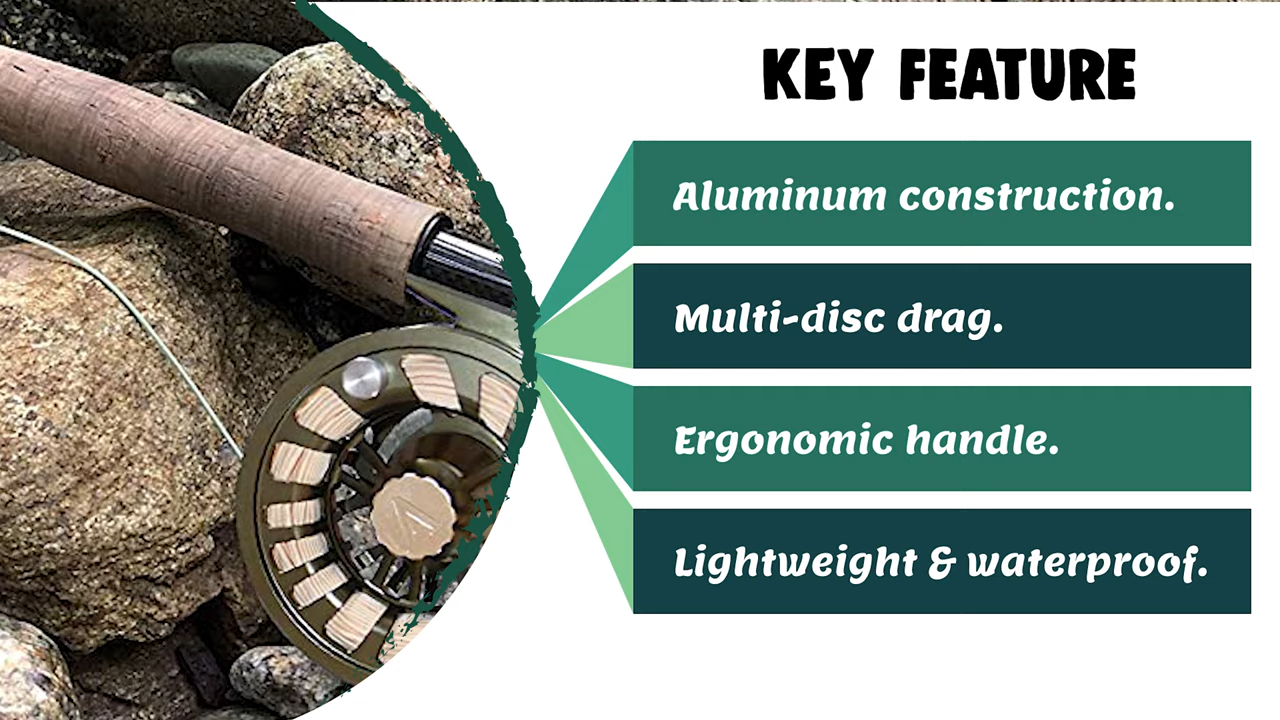 KEY FEATURE
Aluminum construction.
Multi-disc drag.
Ergonomic handle.
Lightweight & waterproof.